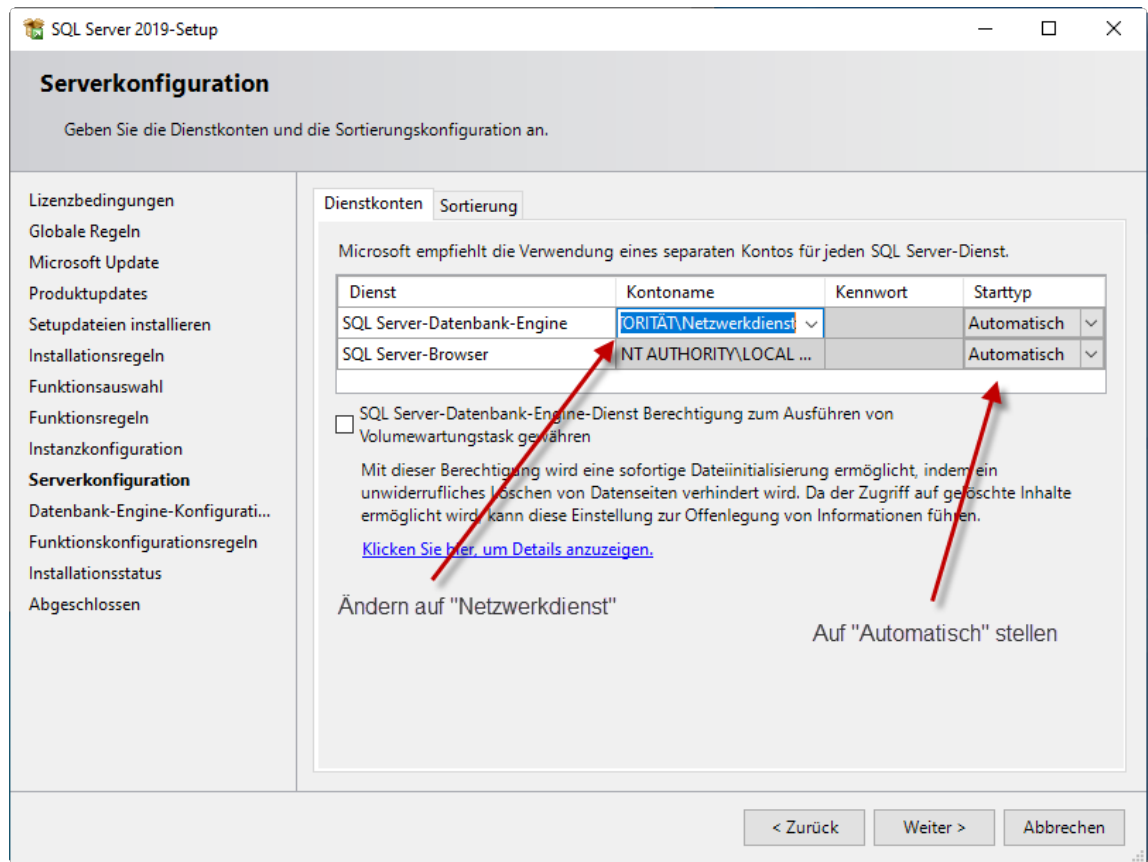 SQL Server 2019-Setup
Serverkonfiguration
Geben Sie die Dienstkonten und die Sortierungskonfiguration an.
Lizenzbedingungen
Globale Regeln
Microsoft Update
Produktupdates
Setupdateien installieren
Installationsregeln
Funktionsauswahl
Funktionsregeln
Instanzkonfiguration
Serverkonfiguration
Datenbank-Engine-Konfigurati...
Funktionskonfigurationsregeln
Installationsstatus
Abgeschlossen
Dienstkonten Sortierung
Microsoft empfiehlt die Verwendung eines separaten Kontos für jeden SQL Server-Dienst.
Dienst Kontoname Kennwort Starttyp
SQL Server-Datenbank-Engine TORITÄT\Netzwerkdienst Automatisch
SQL Server-Browser NT AUTHORITY\LOCAL ... Automatisch
SQL Server-Datenbank-Engine-Dienst Berechtigung zum Ausführen von
Volumewartungstask gewähren
Mit dieser Berechtigung wird eine sofortige Dateiinitialisierung ermöglicht, indem ein
unwiderrufliches Löschen von Datenseiten verhindert wird. Da der Zugriff auf gelöschte Inhalte
ermöglicht wird, kann diese Einstellung zur Offenlegung von Informationen führen.
Klicken Sie hier, um Details anzuzeigen.
Ändern auf "Netzwerkdienst"
Auf "Automatisch" stellen
< Zurück Weiter > Abbrechen